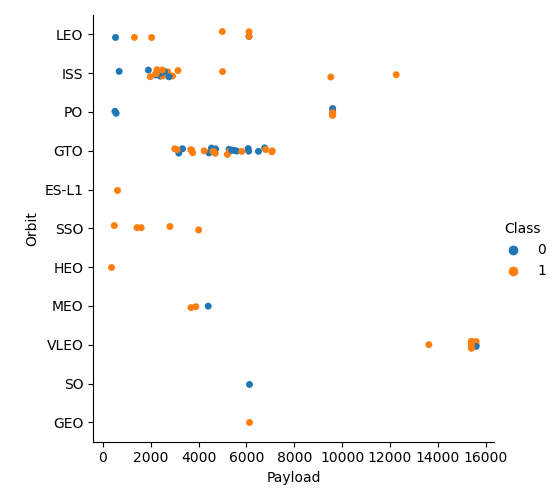 LEO
ISS
PO
GTO
ES-L1
SSO
HEO
MEO
VLEO
SO
GEO
Orbit
0 2000 4000 6000 8000 10000 12000 14000 16000
Payload
Class
0
1